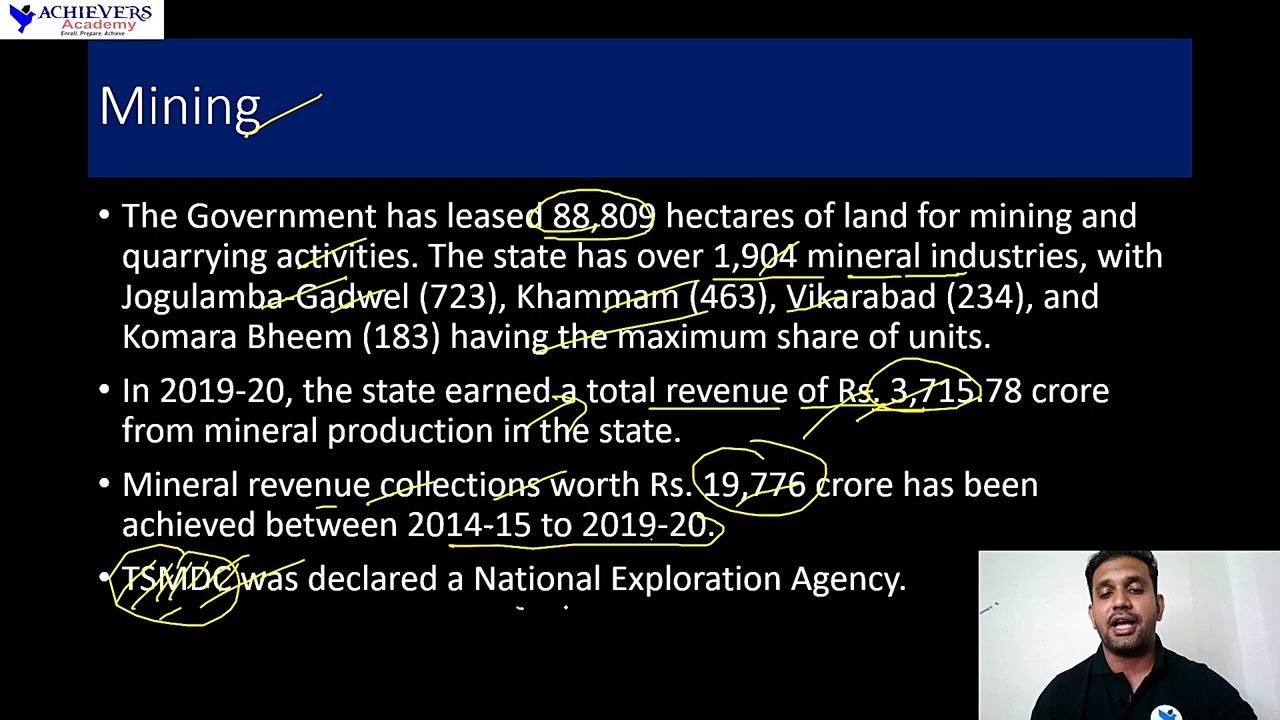 ACHIEVERS
Academy
Enroll. Prepare. Achieve
Mining
• The Government has leased 88,809 hectares of land for mining and
quarrying activities. The state has over 1,904 mineral industries, with
Jogulamba-Gadwel (723), Khammam (463), Vikarabad (234), and
Komara Bheem (183) having the maximum share of units.
• In 2019-20, the state earned a total revenue of Rs. 3,715.78 crore
from mineral production in the state.
• Mineral revenue collections worth Rs. 19,776 crore has been
achieved between 2014-15 to 2019-20.
• TSMDC was declared a National Exploration Agency.